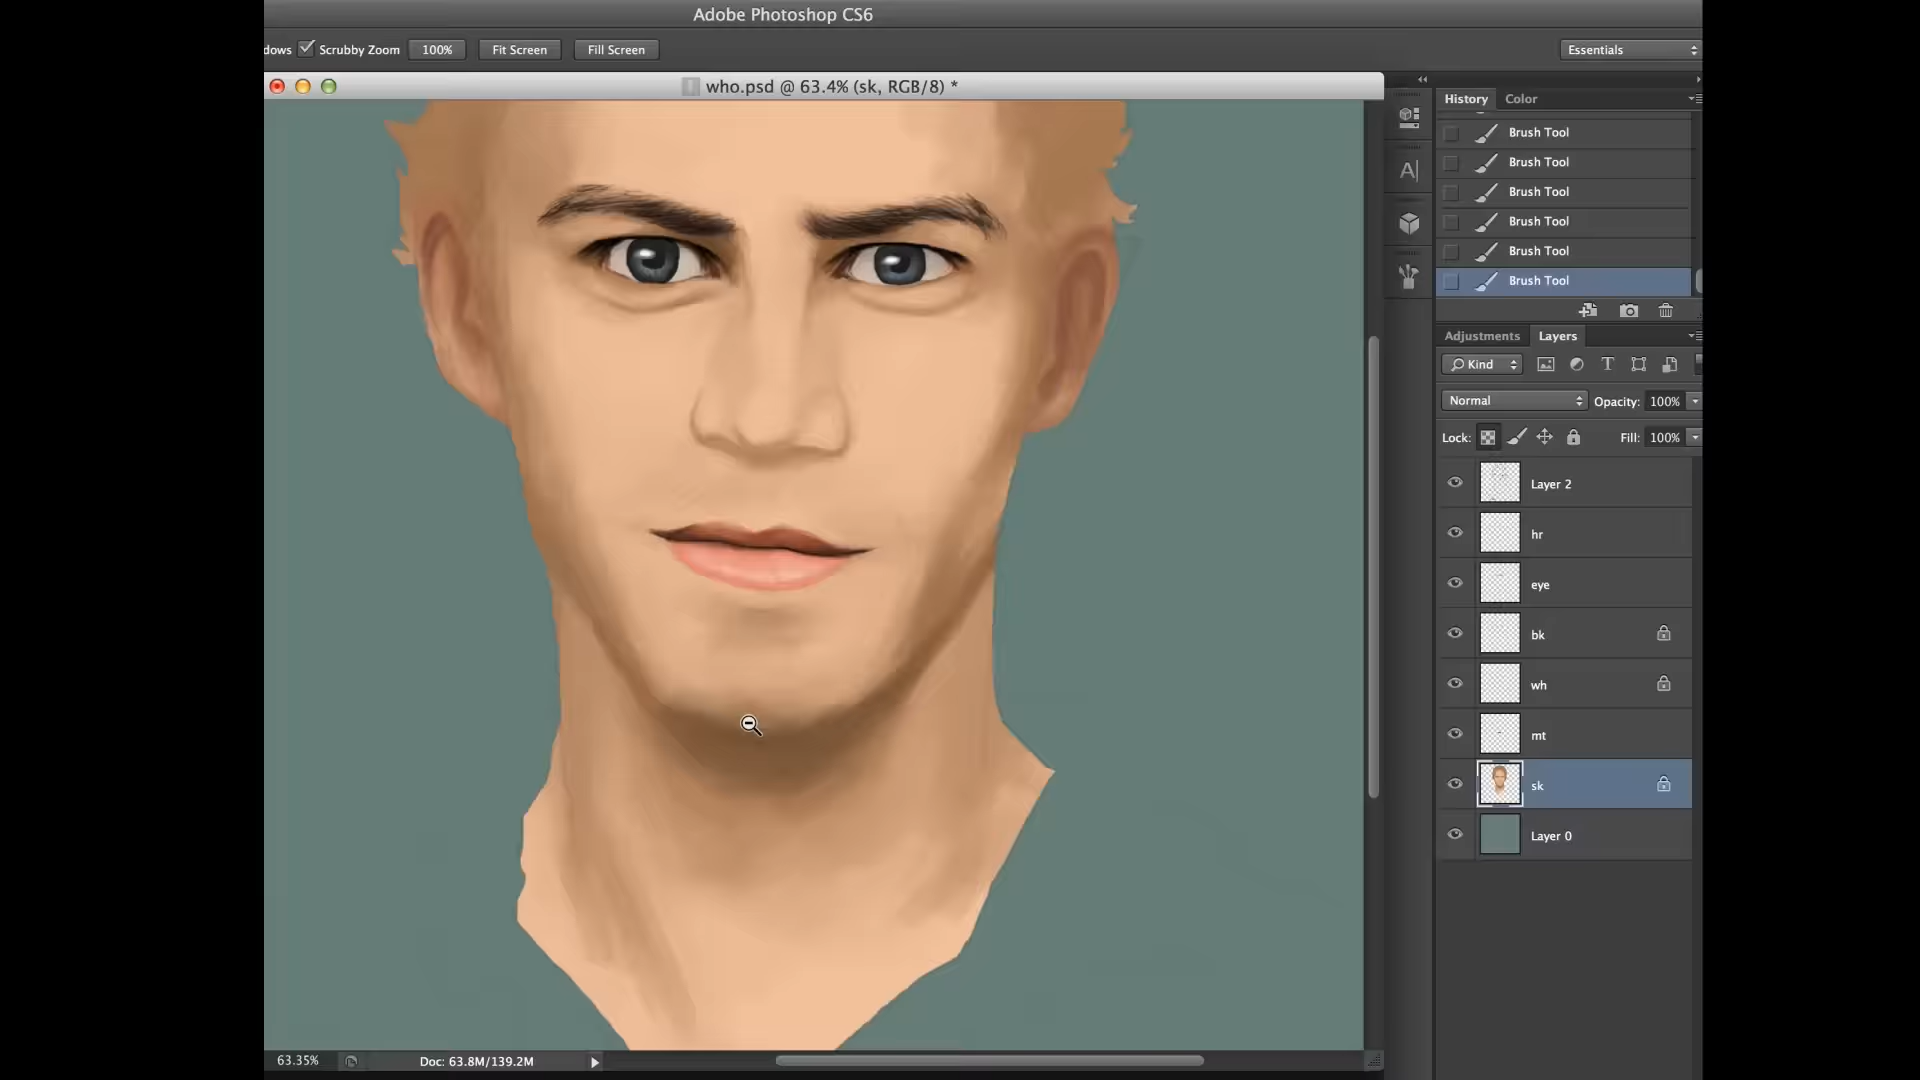 Adobe Photoshop CS6
dows Scrubby Zoom 100% Fit Screen Fill Screen Essentials
who.psd @ 63.4% (sk, RGB/8) *
History Color
Brush Tool
Brush Tool
Brush Tool
Brush Tool
Brush Tool
Brush Tool
Adjustments Layers
Kind
Normal Opacity: 100%
Lock: Fill: 100%
Layer 2
hr
eye
bk
wh
mt
sk
Layer 0
63.35% Doc: 63.8M/139.2M